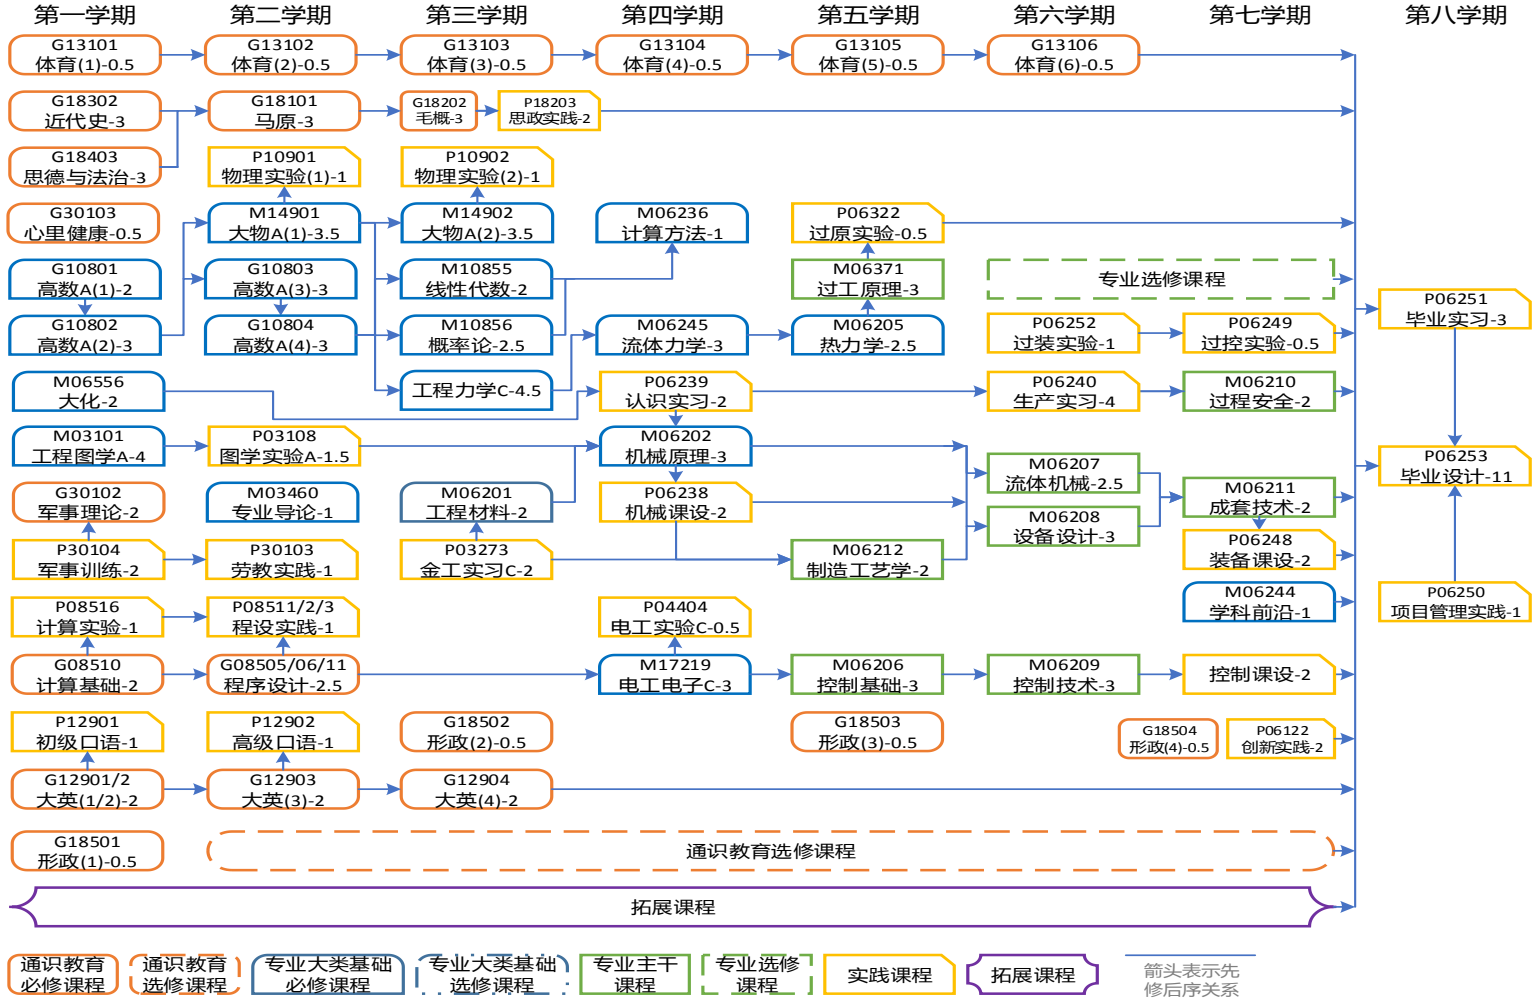 第一学期
第二学期
第三学期
第四学期
第五学期
第六学期
第七学期
第八学期
G13101
体育(1)-0.5
G13102
体育(2)-0.5
G13103
体育(3)-0.5
G13104
体育(4)-0.5
G13105
体育(5)-0.5
G13106
体育(6)-0.5
G18302
近代史-3
G18101
马原-3
G18202
毛概-3
P18203
思政实践-2
G18403
思德与法治-3
P10901
物理实验(1)-1
P10902
物理实验(2)-1
G30103
心里健康-0.5
M14901
大物A(1)-3.5
M14902
大物A(2)-3.5
M06236
计算方法-1
P06322
过原实验-0.5
G10801
高数A(1)-2
G10803
高数A(3)-3
M10855
线性代数-2
M06371
过工原理-3
专业选修课程
P06251
毕业实习-3
G10802
高数A(2)-3
G10804
高数A(4)-3
M10856
概率论-2.5
M06245
流体力学-3
M06205
热力学-2.5
P06252
过装实验-1
P06249
过控实验-0.5
M06556
大化-2
工程力学C-4.5
P06239
认识实习-2
P06240
生产实习-4
M06210
过程安全-2
M03101
工程图学A-4
P03108
图学实验A-1.5
M06202
机械原理-3
M06207
流体机械-2.5
P06253
毕业设计-11
G30102
军事理论-2
M03460
专业导论-1
M06201
工程材料-2
P06238
机械课设-2
M06208
设备设计-3
M06211
成套技术-2
P30104
军事训练-2
P30103
劳教实践-1
P03273
金工实习C-2
M06212
制造工艺学-2
P06248
装备课设-2
P08516
计算实验-1
P08511/2/3
程设实践-1
P04404
电工实验C-0.5
M06244
学科前沿-1
P06250
项目管理实践-1
G08510
计算基础-2
G08505/06/11
程序设计-2.5
M17219
电工电子C-3
M06206
控制基础-3
M06209
控制技术-3
控制课设-2
P12901
初级口语-1
P12902
高级口语-1
G18502
形政(2)-0.5
G18503
形政(3)-0.5
G18504
形政(4)-0.5
P06122
创新实践-2
G12901/2
大英(1/2)-2
G12903
大英(3)-2
G12904
大英(4)-2
G18501
形政(1)-0.5
通识教育选修课程
拓展课程
通识教育
必修课程
通识教育
选修课程
专业大类基础
必修课程
专业大类基础
选修课程
专业主干
课程
专业选修
课程
实践课程
拓展课程
箭头表示先
修后序关系